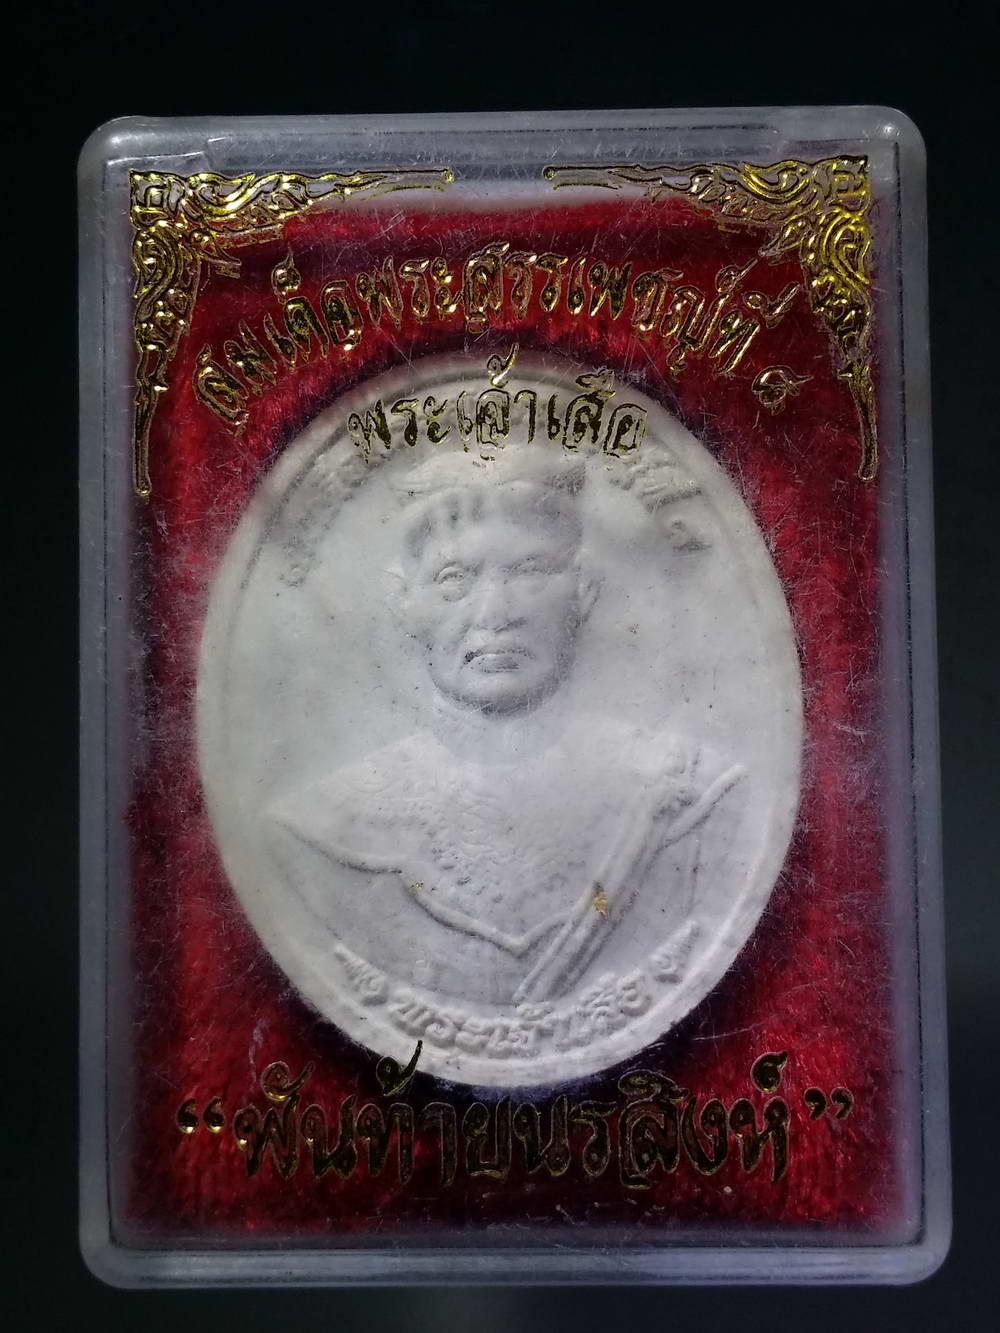 สมเด็จพระสรรเพชญ์ที่ ๘
พระเจ้าเสือ
พระเจ้าเสือ
“พันท้ายนรสิงห์”